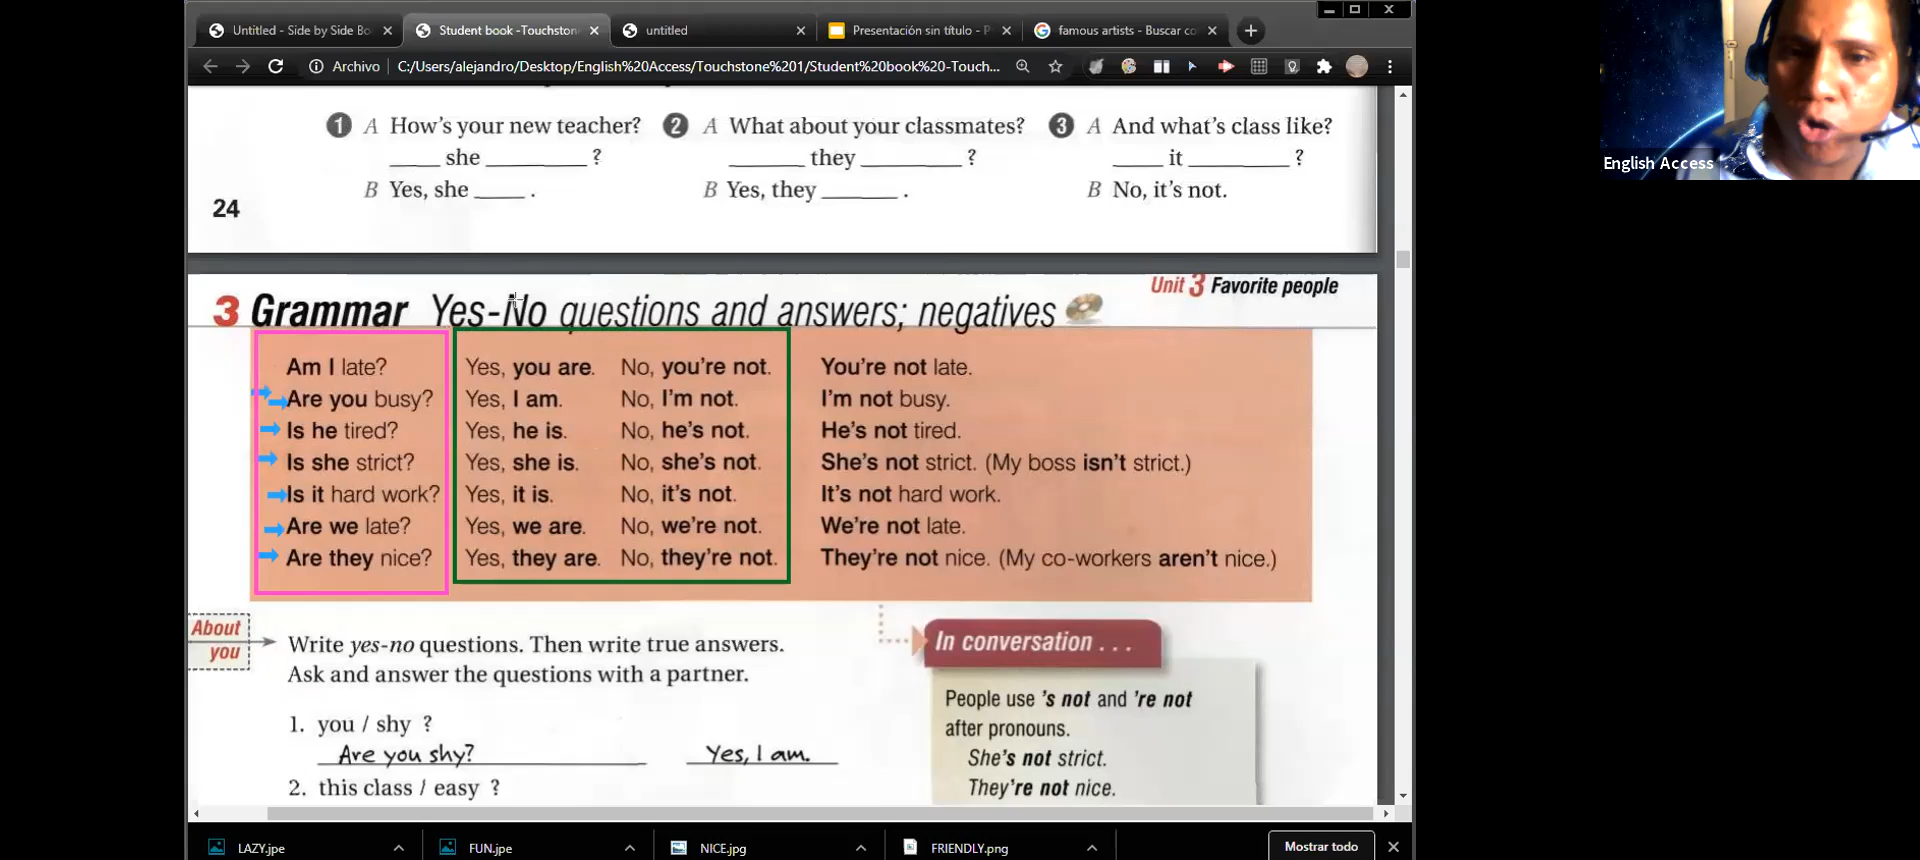 Untitled - Side by Side Bo
Student book -Touchston
untitled
Presentación sin título - P
famous artists - Buscar co
Archivo
C:/Users/alejandro/Desktop/English%20Access/Touchstone%201/Student%20book%20-Touch...
English Access
1 A How's your new teacher?
____ she ________ ?
B Yes, she ____ .
2 A What about your classmates?
______ they ________ ?
B Yes, they ______ .
3 A And what's class like?
____ it ________ ?
B No, it's not.
24
Unit 3 Favorite people
3 Grammar Yes-No questions and answers; negatives
Am I late? Yes, you are. No, you're not. You're not late.
Are you busy? Yes, I am. No, I'm not. I'm not busy.
Is he tired? Yes, he is. No, he's not. He's not tired.
Is she strict? Yes, she is. No, she's not. She's not strict. (My boss isn't strict.)
Is it hard work? Yes, it is. No, it's not. It's not hard work.
Are we late? Yes, we are. No, we're not. We're not late.
Are they nice? Yes, they are. No, they're not. They're not nice. (My co-workers aren't nice.)
About
you
Write yes-no questions. Then write true answers.
Ask and answer the questions with a partner.
1. you / shy ?
Are you shy? Yes, I am.
2. this class / easy ?
In conversation . . .
People use 's not and 're not
after pronouns.
She's not strict.
They're not nice.
LAZY.jpe
FUN.jpe
NICE.jpg
FRIENDLY.png
Mostrar todo